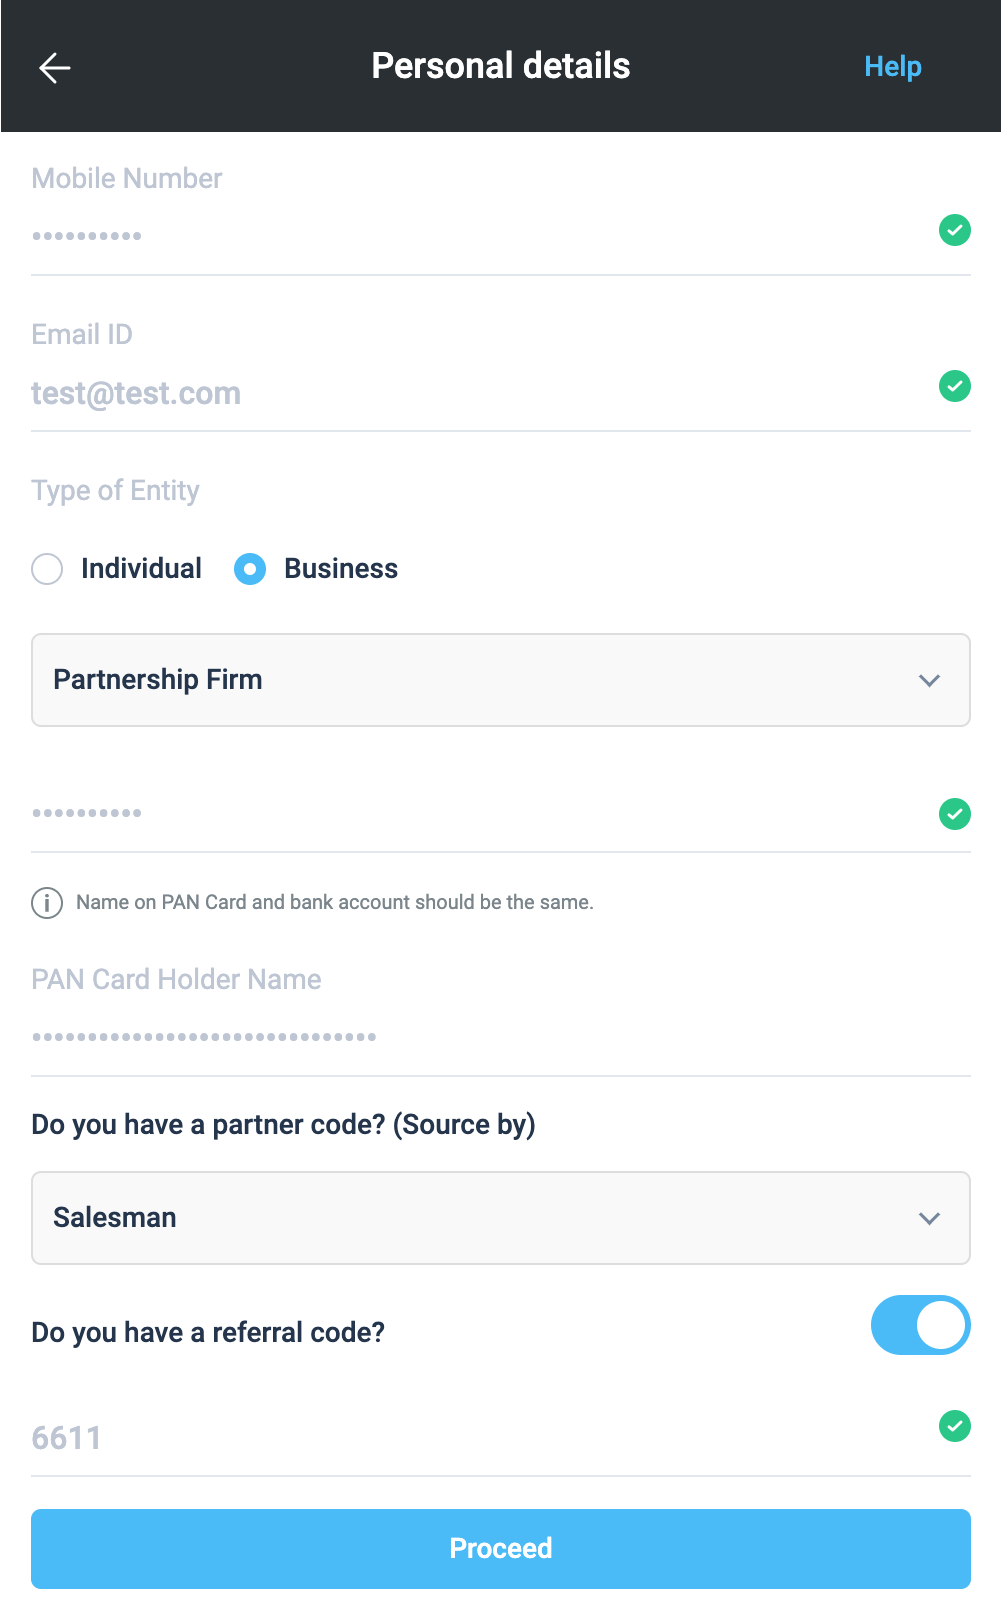 Personal details
Help
Mobile Number
••••••••••
Email ID
test@test.com
Type of Entity
Individual
Business
Partnership Firm
••••••••••
Name on PAN Card and bank account should be the same.
PAN Card Holder Name
•••••••••••••••••••••••••••••••
Do you have a partner code? (Source by)
Salesman
Do you have a referral code?
6611
Proceed